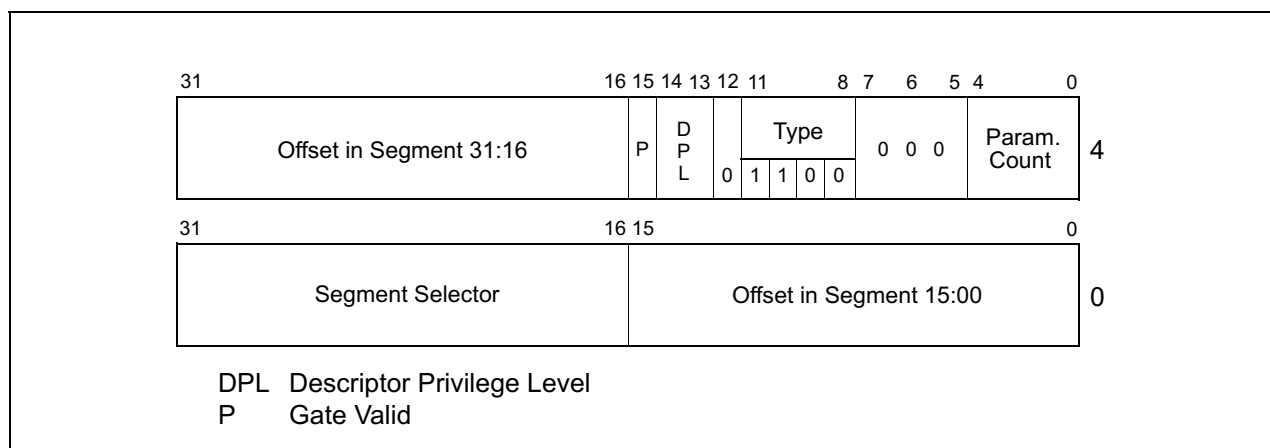 31 16 15 14 13 12 11 8 7 6 5 4 0
Offset in Segment 31:16 P D P L 0 Type 1 1 0 0 0 0 0 Param. Count 4
31 16 15 0
Segment Selector Offset in Segment 15:00 0
DPL Descriptor Privilege Level
P Gate Valid